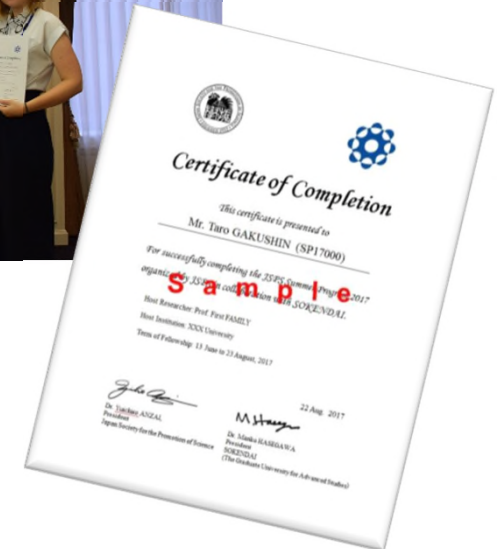 Certificate of Completion
This certificate is presented to
Mr. Taro GAKUSHIN (SP17000)
For successfully completing the JSPS Summer Program 2017
organized by JSPS in collaboration with SOKENDAI.
Sample
Host Researcher: Prof. First FAMILY
Host Institution: XXX University
Term of Fellowship: 13 June to 23 August, 2017
22 Aug. 2017
President
Japan Society for the Promotion of Science
Dr. Mariko HASEGAWA
President
SOKENDAI
(The Graduate University for Advanced Studies)